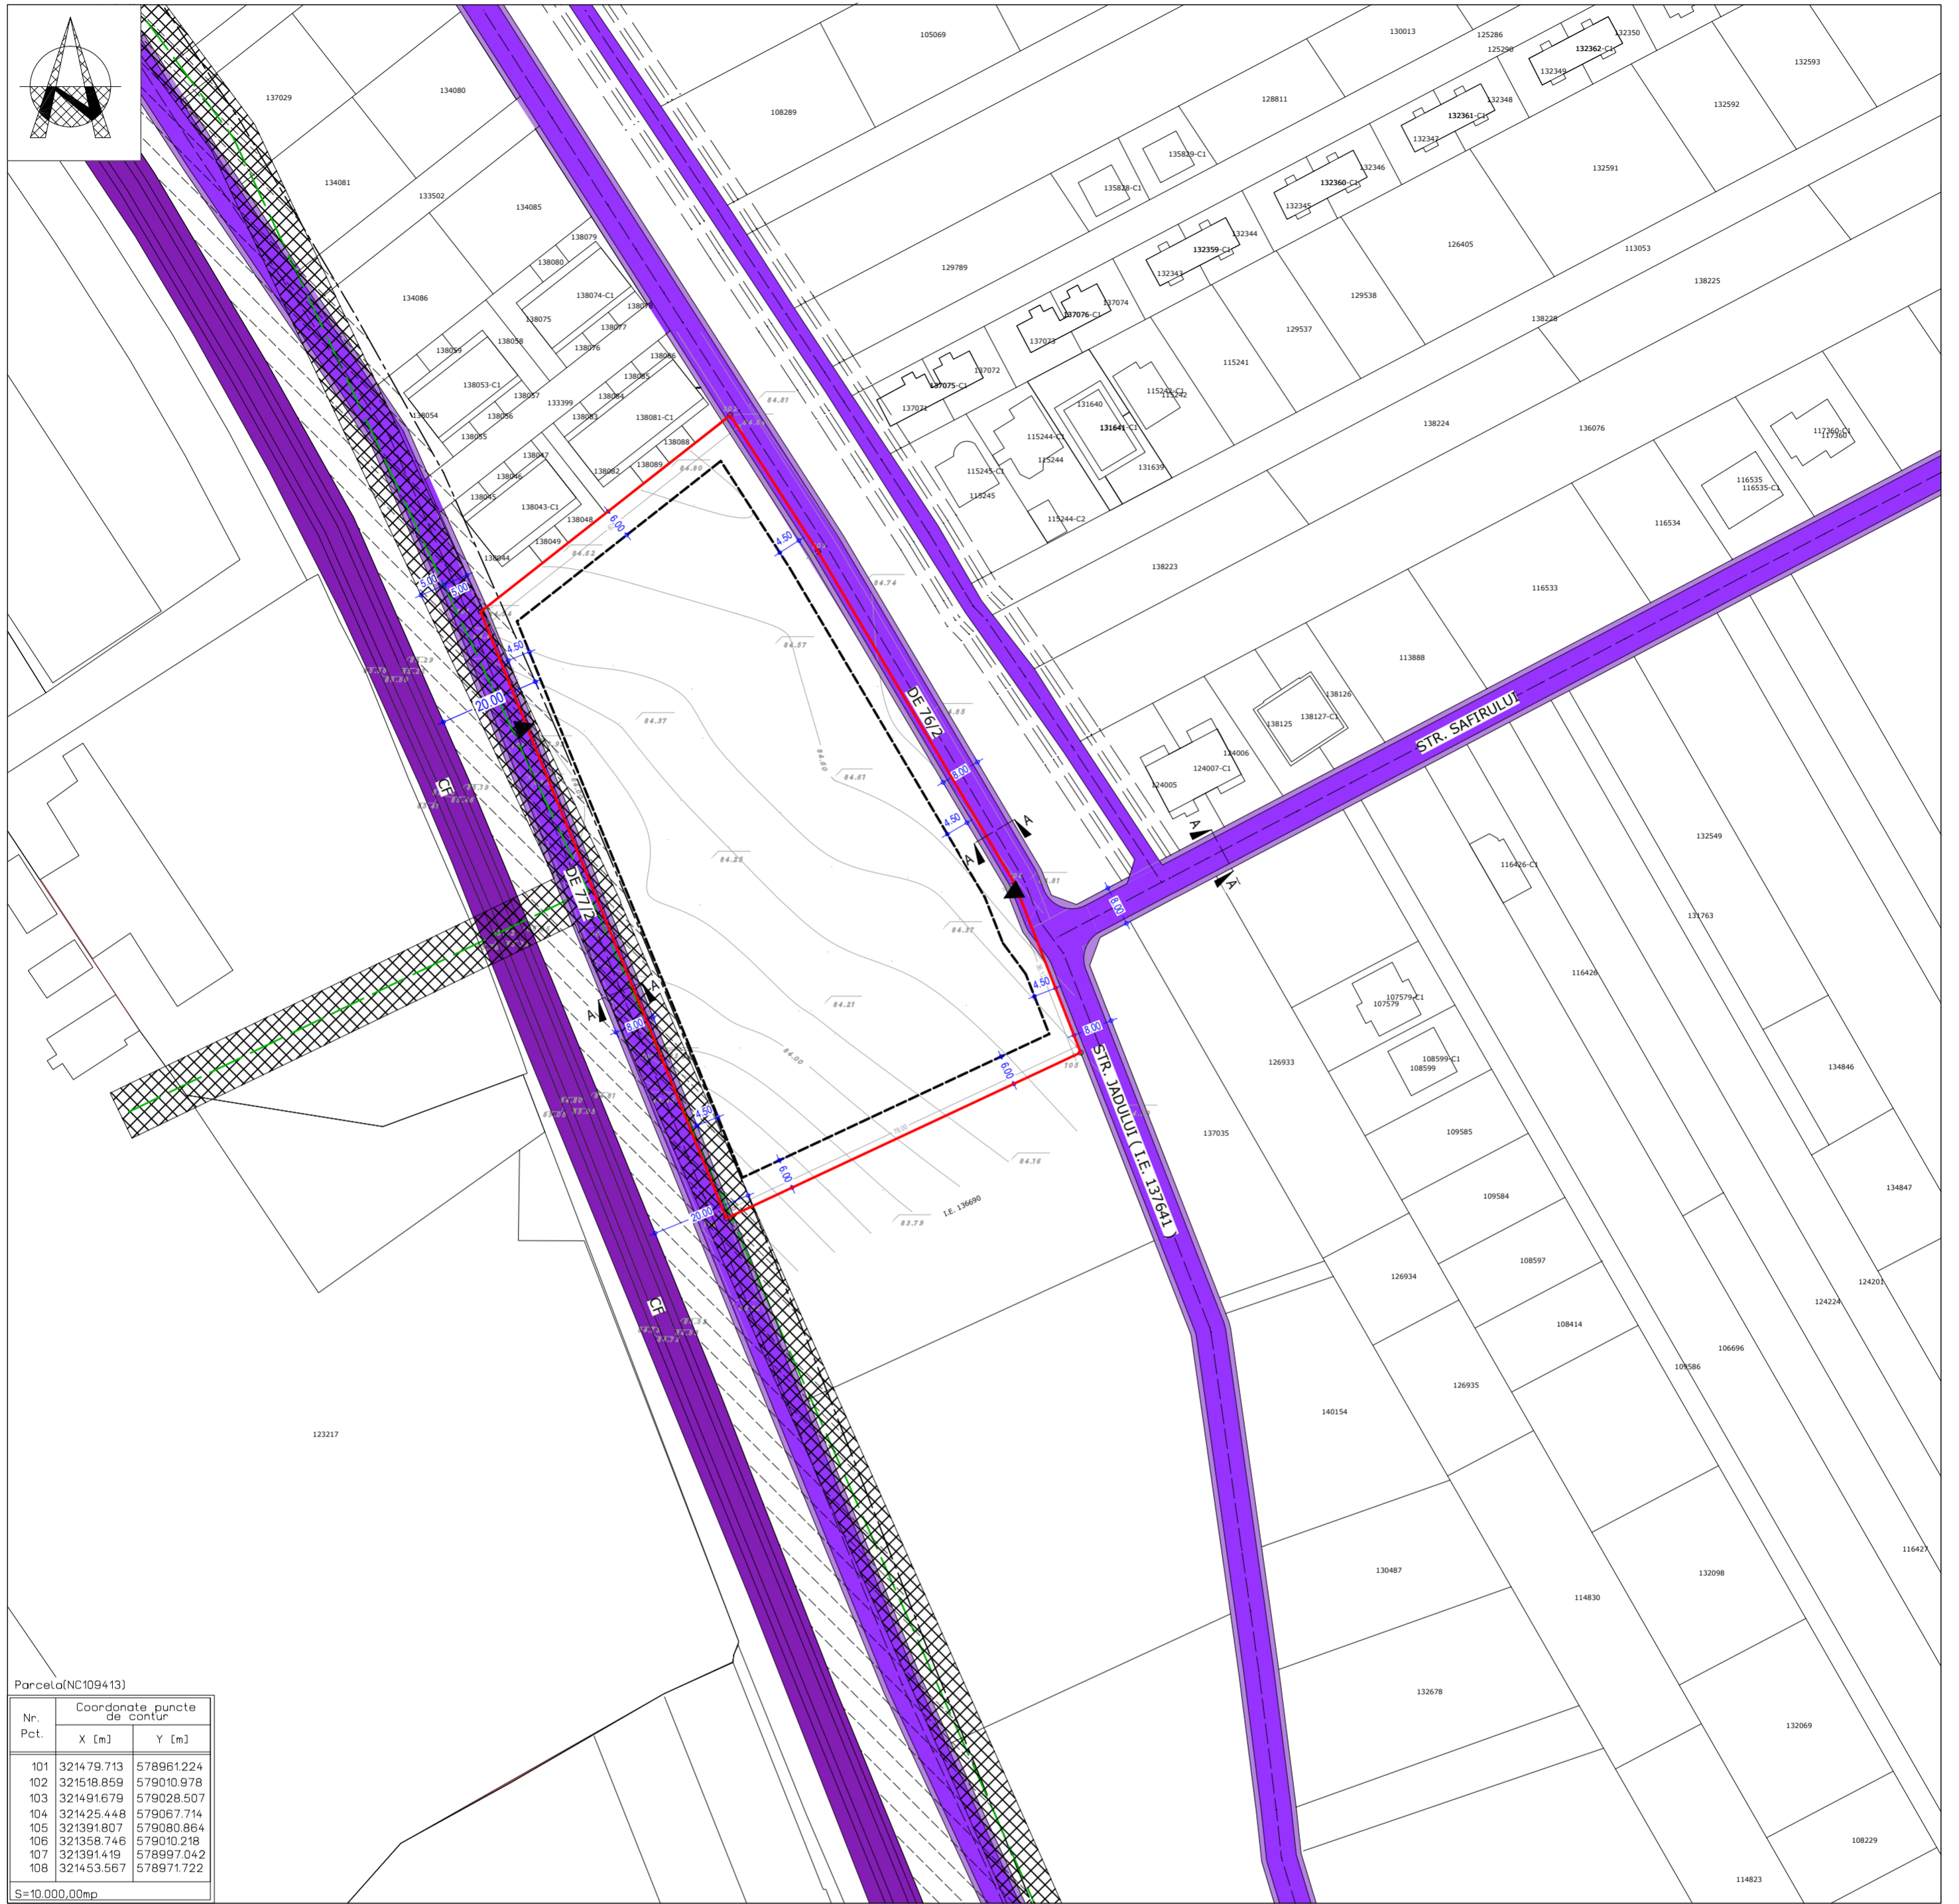 N
105069
130013
125286
125290
132350
132362-C1
132349
132593
137029
134080
108289
128811
132348
132361-C1
132347
132592
135829-C1
134081
133502
134085
135828-C1
132346
132360-C1
132345
132591
138079
138080
132344
132359-C1
132343
126405
113053
129789
134086
138074-C1
138075
138078
138077
138076
137074
137076-C1
137073
129538
138225
138228
129537
138058
138059
138086
138085
138053-C1
138057
138084
137072
137075-C1
137071
115241
115242-C1
115242
84.81
138054
138056
133399
138083
138081-C1
131640
131641-C1
138224
136076
117360-C1
117360
138055
138088
138047
138089
138082
84.80
115244-C1
115244
115245-C1
115245
131639
116535
116535-C1
138046
138045
138043-C1
138048
138049
138044
6.00
4.50
115244-C2
116534
84.82
5.00
5.00
84.74
138223
116533
4.50
84.57
113888
20.00
84.37
DE 76/2
138126
138127-C1
138125
STR. SAFIRULUI
124006
124007-C1
124005
84.60
84.61
8.00
CF
4.50
A
A
A
A
84.25
132549
116426-C1
DE 77/2
8.00
84.37
131763
A
A
4.50
116426
84.21
107579-C1
107579
8.00
8.00
84.00
108599-C1
108599
6.00
105
126933
STR. JADULUI ( I.E. 137641 )
134846
4.50
109585
137035
84.16
6.00
134847
109584
20.00
83.79
I.E. 136690
108597
126934
124201
124224
CF
108414
106696
109586
126935
140154
123217
116427
130487
132098
114830
132678
132069
108229
114823
Parcela(NC109413)
Nr. Pct.
Coordonate puncte
de contur
X [m] Y [m]
101 321479.713 578961.224
102 321518.859 579010.978
103 321491.679 579028.507
104 321425.448 579067.714
105 321391.807 579080.864
106 321358.746 579010.218
107 321391.419 578997.042
108 321453.567 578971.722
S=10.000,00mp